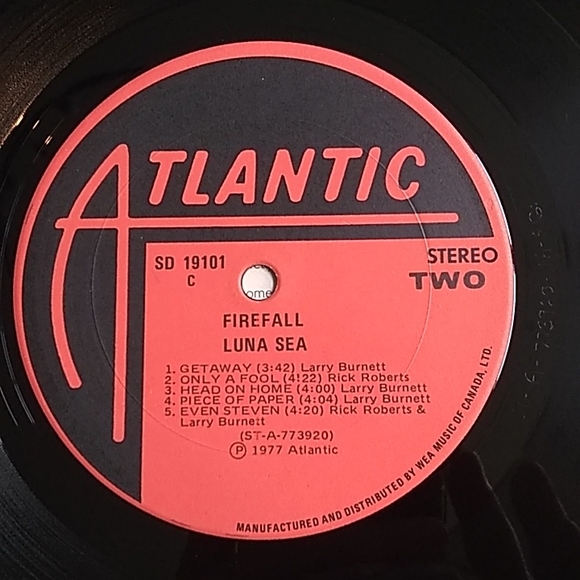 ATLANTIC
SD 19101
C
STEREO
TWO
ome
FIREFALL
LUNA SEA
1. GETAWAY (3:42) Larry Burnett
2. ONLY A FOOL (4:22) Rick Roberts
3. HEAD ON HOME (4:00) Larry Burnett
4. PIECE OF PAPER (4:04) Larry Burnett
5. EVEN STEVEN (4:20) Rick Roberts &
Larry Burnett
(ST-A-773920)
Ⓟ 1977 Atlantic
MANUFACTURED AND DISTRIBUTED BY WEA MUSIC OF CANADA, LTD.